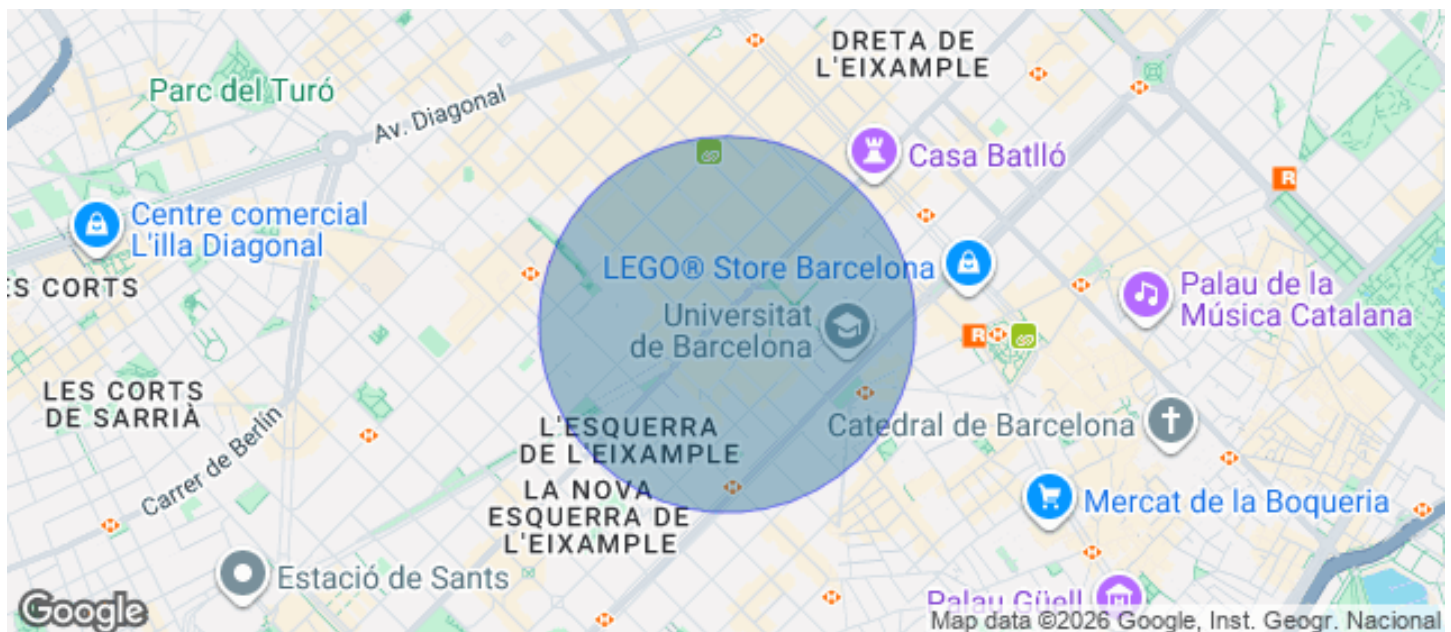 DRETA DE
L'EIXAMPLE
Parc del Turó
Av. Diagonal
Casa Batlló
Centre comercial
L'illa Diagonal
LEGO® Store Barcelona
ES CORTS
Palau de la
Música Catalana
Universitat
de Barcelona
LES CORTS
DE SARRIÀ
Carrer de Berlín
L'ESQUERRA
DE L'EIXAMPLE
Catedral de Barcelona
LA NOVA
ESQUERRA DE
L'EIXAMPLE
Mercat de la Boqueria
Estació de Sants
Palau Güell
Google
Map data ©2026 Google, Inst. Geogr. Nacional
R
R